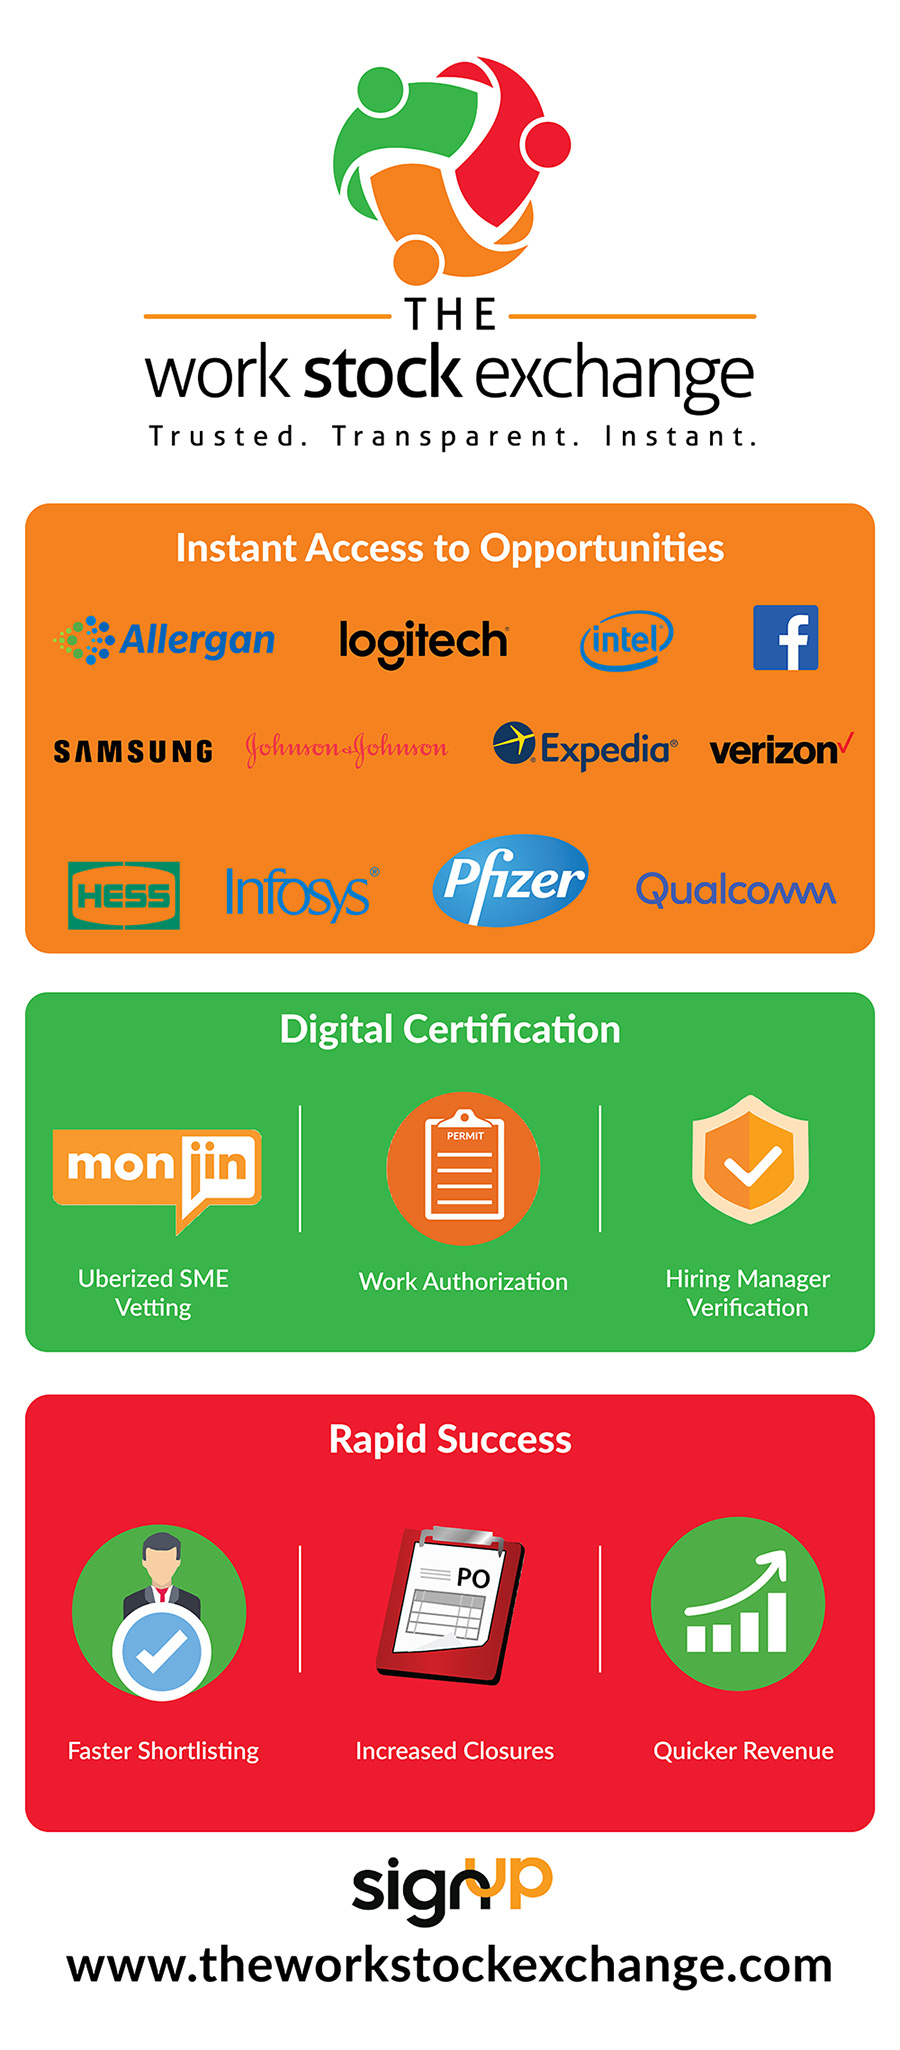 THE
work stock exchange
Trusted. Transparent. Instant.
Instant Access to Opportunities
Allergan
logitech
intel
f
SAMSUNG
Johnson & Johnson
Expedia®
verizon✓
HESS
Infosys®
Pfizer
Qualcomm
Digital Certification
monjin
Uberized SME
Vetting
PERMIT
Work Authorization
Hiring Manager
Verification
Rapid Success
Faster Shortlisting
PO
Increased Closures
Quicker Revenue
signUP
www.theworkstockexchange.com